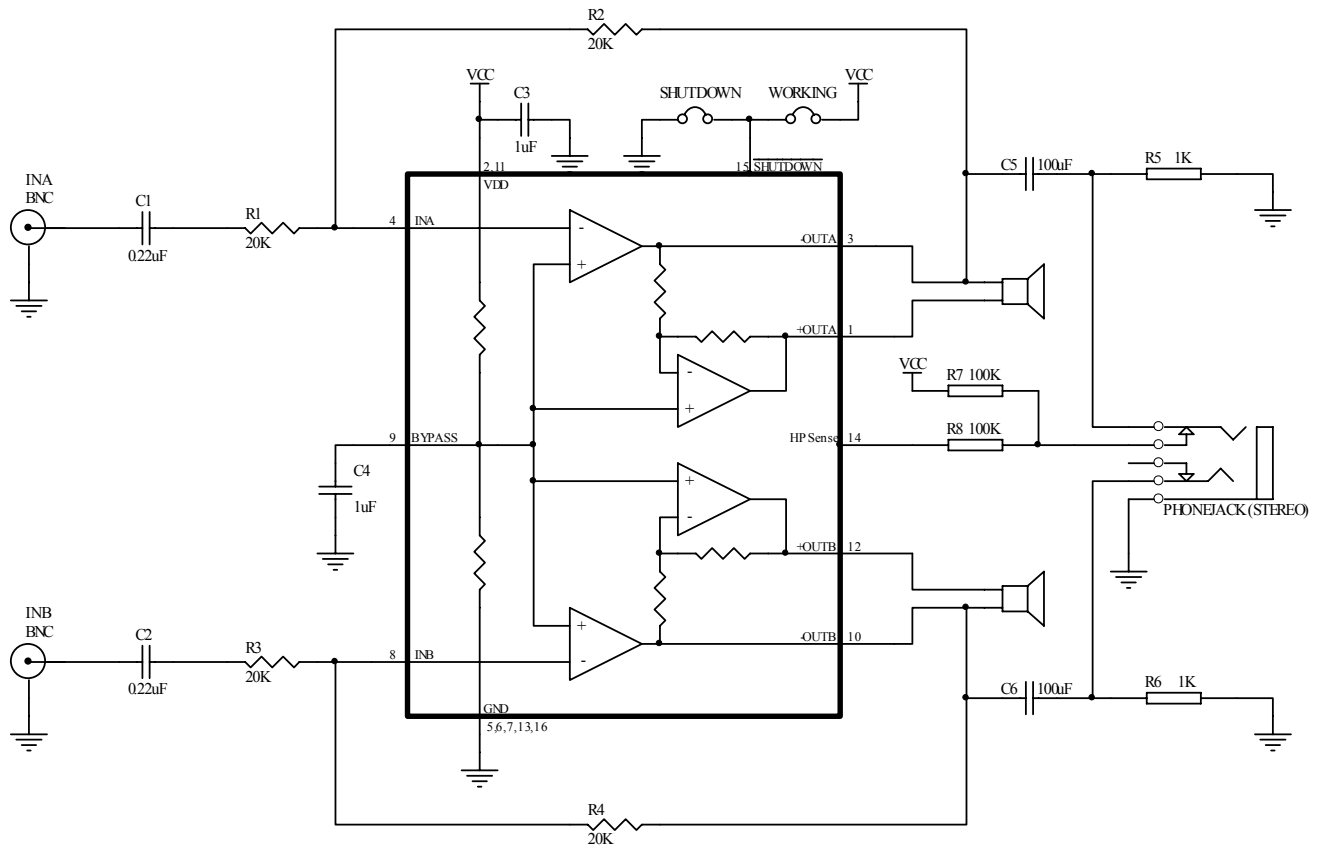 R2
20K
VCC
C3
1uF
SHUTDOWN
WORKING
VCC
2,11
VDD
15
SHUTDOWN
C5
100uF
R5
1K
INA
BNC
C1
0.22uF
R1
20K
4
INA
-
+
-OUTA
3
+OUTA
1
-
+
VCC
R7 100K
9
BYPASS
HP Sense
14
R8 100K
C4
1uF
+
-
PHONEJACK (STEREO)
+OUTB
12
INB
BNC
C2
0.22uF
R3
20K
8
INB
+
-
-OUTB
10
C6
100uF
R6
1K
GND
5,6,7,13,16
R4
20K